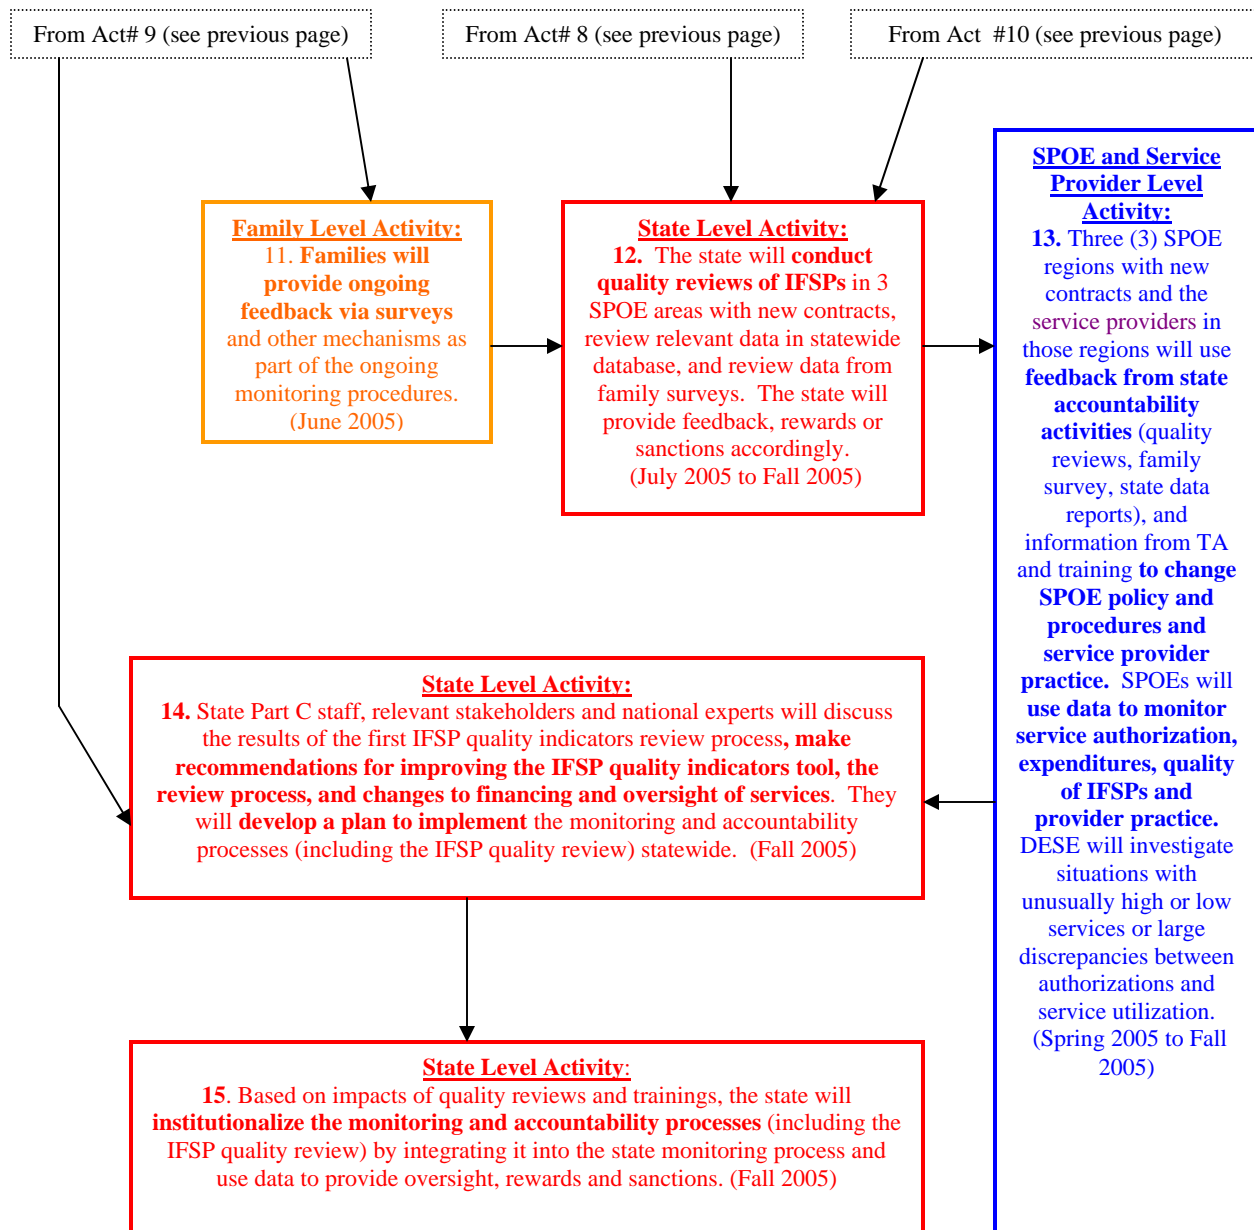 From Act# 9 (see previous page)
From Act# 8 (see previous page)
From Act  #10 (see previous page)
Family Level Activity:
11. Families will
provide ongoing
feedback via surveys
and other mechanisms as
part of the ongoing
monitoring procedures.
(June 2005)
State Level Activity:
12.  The state will conduct
quality reviews of IFSPs in 3
SPOE areas with new contracts,
review relevant data in statewide
database, and review data from
family surveys.  The state will
provide feedback, rewards or
sanctions accordingly.
(July 2005 to Fall 2005)
SPOE and Service
Provider Level
Activity:
13. Three (3) SPOE
regions with new
contracts and the
service providers in
those regions will use
feedback from state
accountability
activities (quality
reviews, family
survey, state data
reports), and
information from TA
and training to change
SPOE policy and
procedures and
service provider
practice.  SPOEs will
use data to monitor
service authorization,
expenditures, quality
of IFSPs and
provider practice.
DESE will investigate
situations with
unusually high or low
services or large
discrepancies between
authorizations and
service utilization.
(Spring 2005 to Fall
2005)
State Level Activity:
14. State Part C staff, relevant stakeholders and national experts will discuss
the results of the first IFSP quality indicators review process, make
recommendations for improving the IFSP quality indicators tool, the
review process, and changes to financing and oversight of services.  They
will develop a plan to implement the monitoring and accountability
processes (including the IFSP quality review) statewide.  (Fall 2005)
State Level Activity:
15. Based on impacts of quality reviews and trainings, the state will
institutionalize the monitoring and accountability processes (including the
IFSP quality review) by integrating it into the state monitoring process and
use data to provide oversight, rewards and sanctions. (Fall 2005)